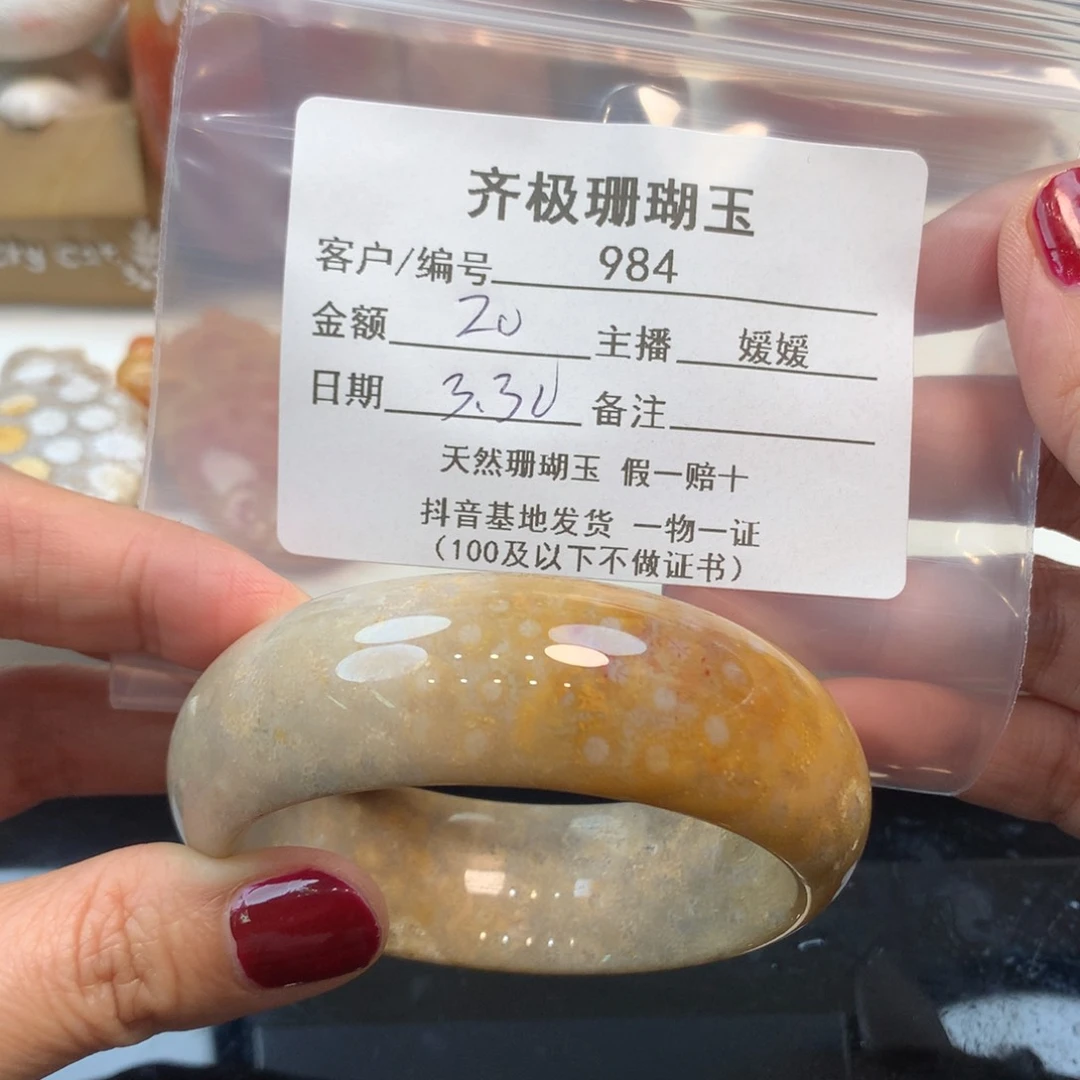 齐极珊瑚玉
客户/编号 984
金额 20 主播 媛媛
日期 3.30 备注
天然珊瑚玉 假一赔十
抖音基地发货 一物一证
（100及以下不做证书）